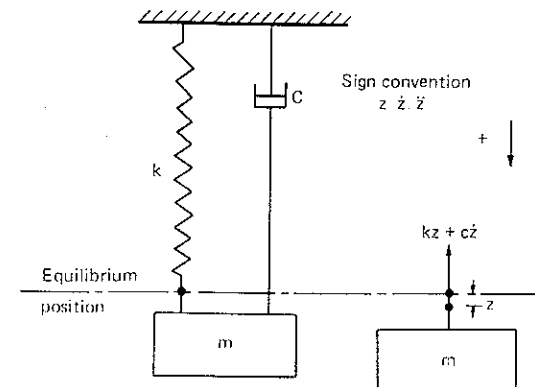 C
Sign convention
z ż. z̈
+
k
kz + cż
Equilibrium
position
z
m
m